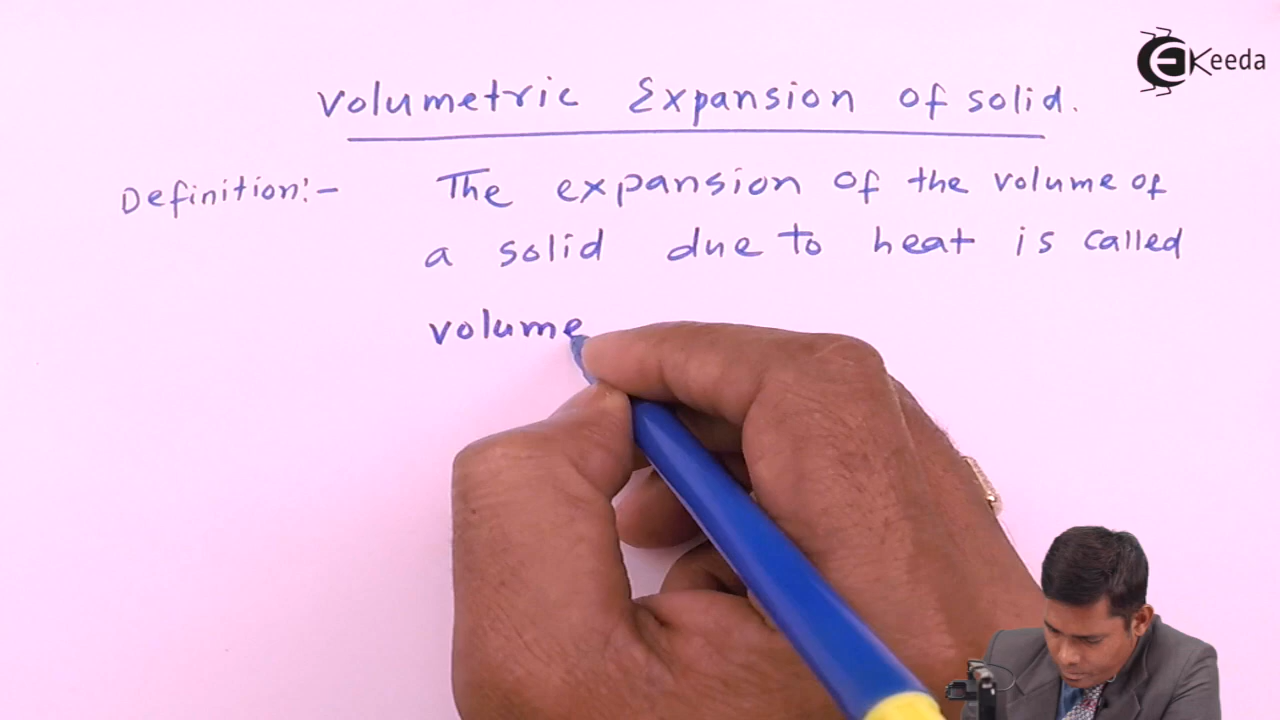 Keeda
Volumetric Expansion of solid.
Definition:- The expansion of the volume of
a solid due to heat is called
volume